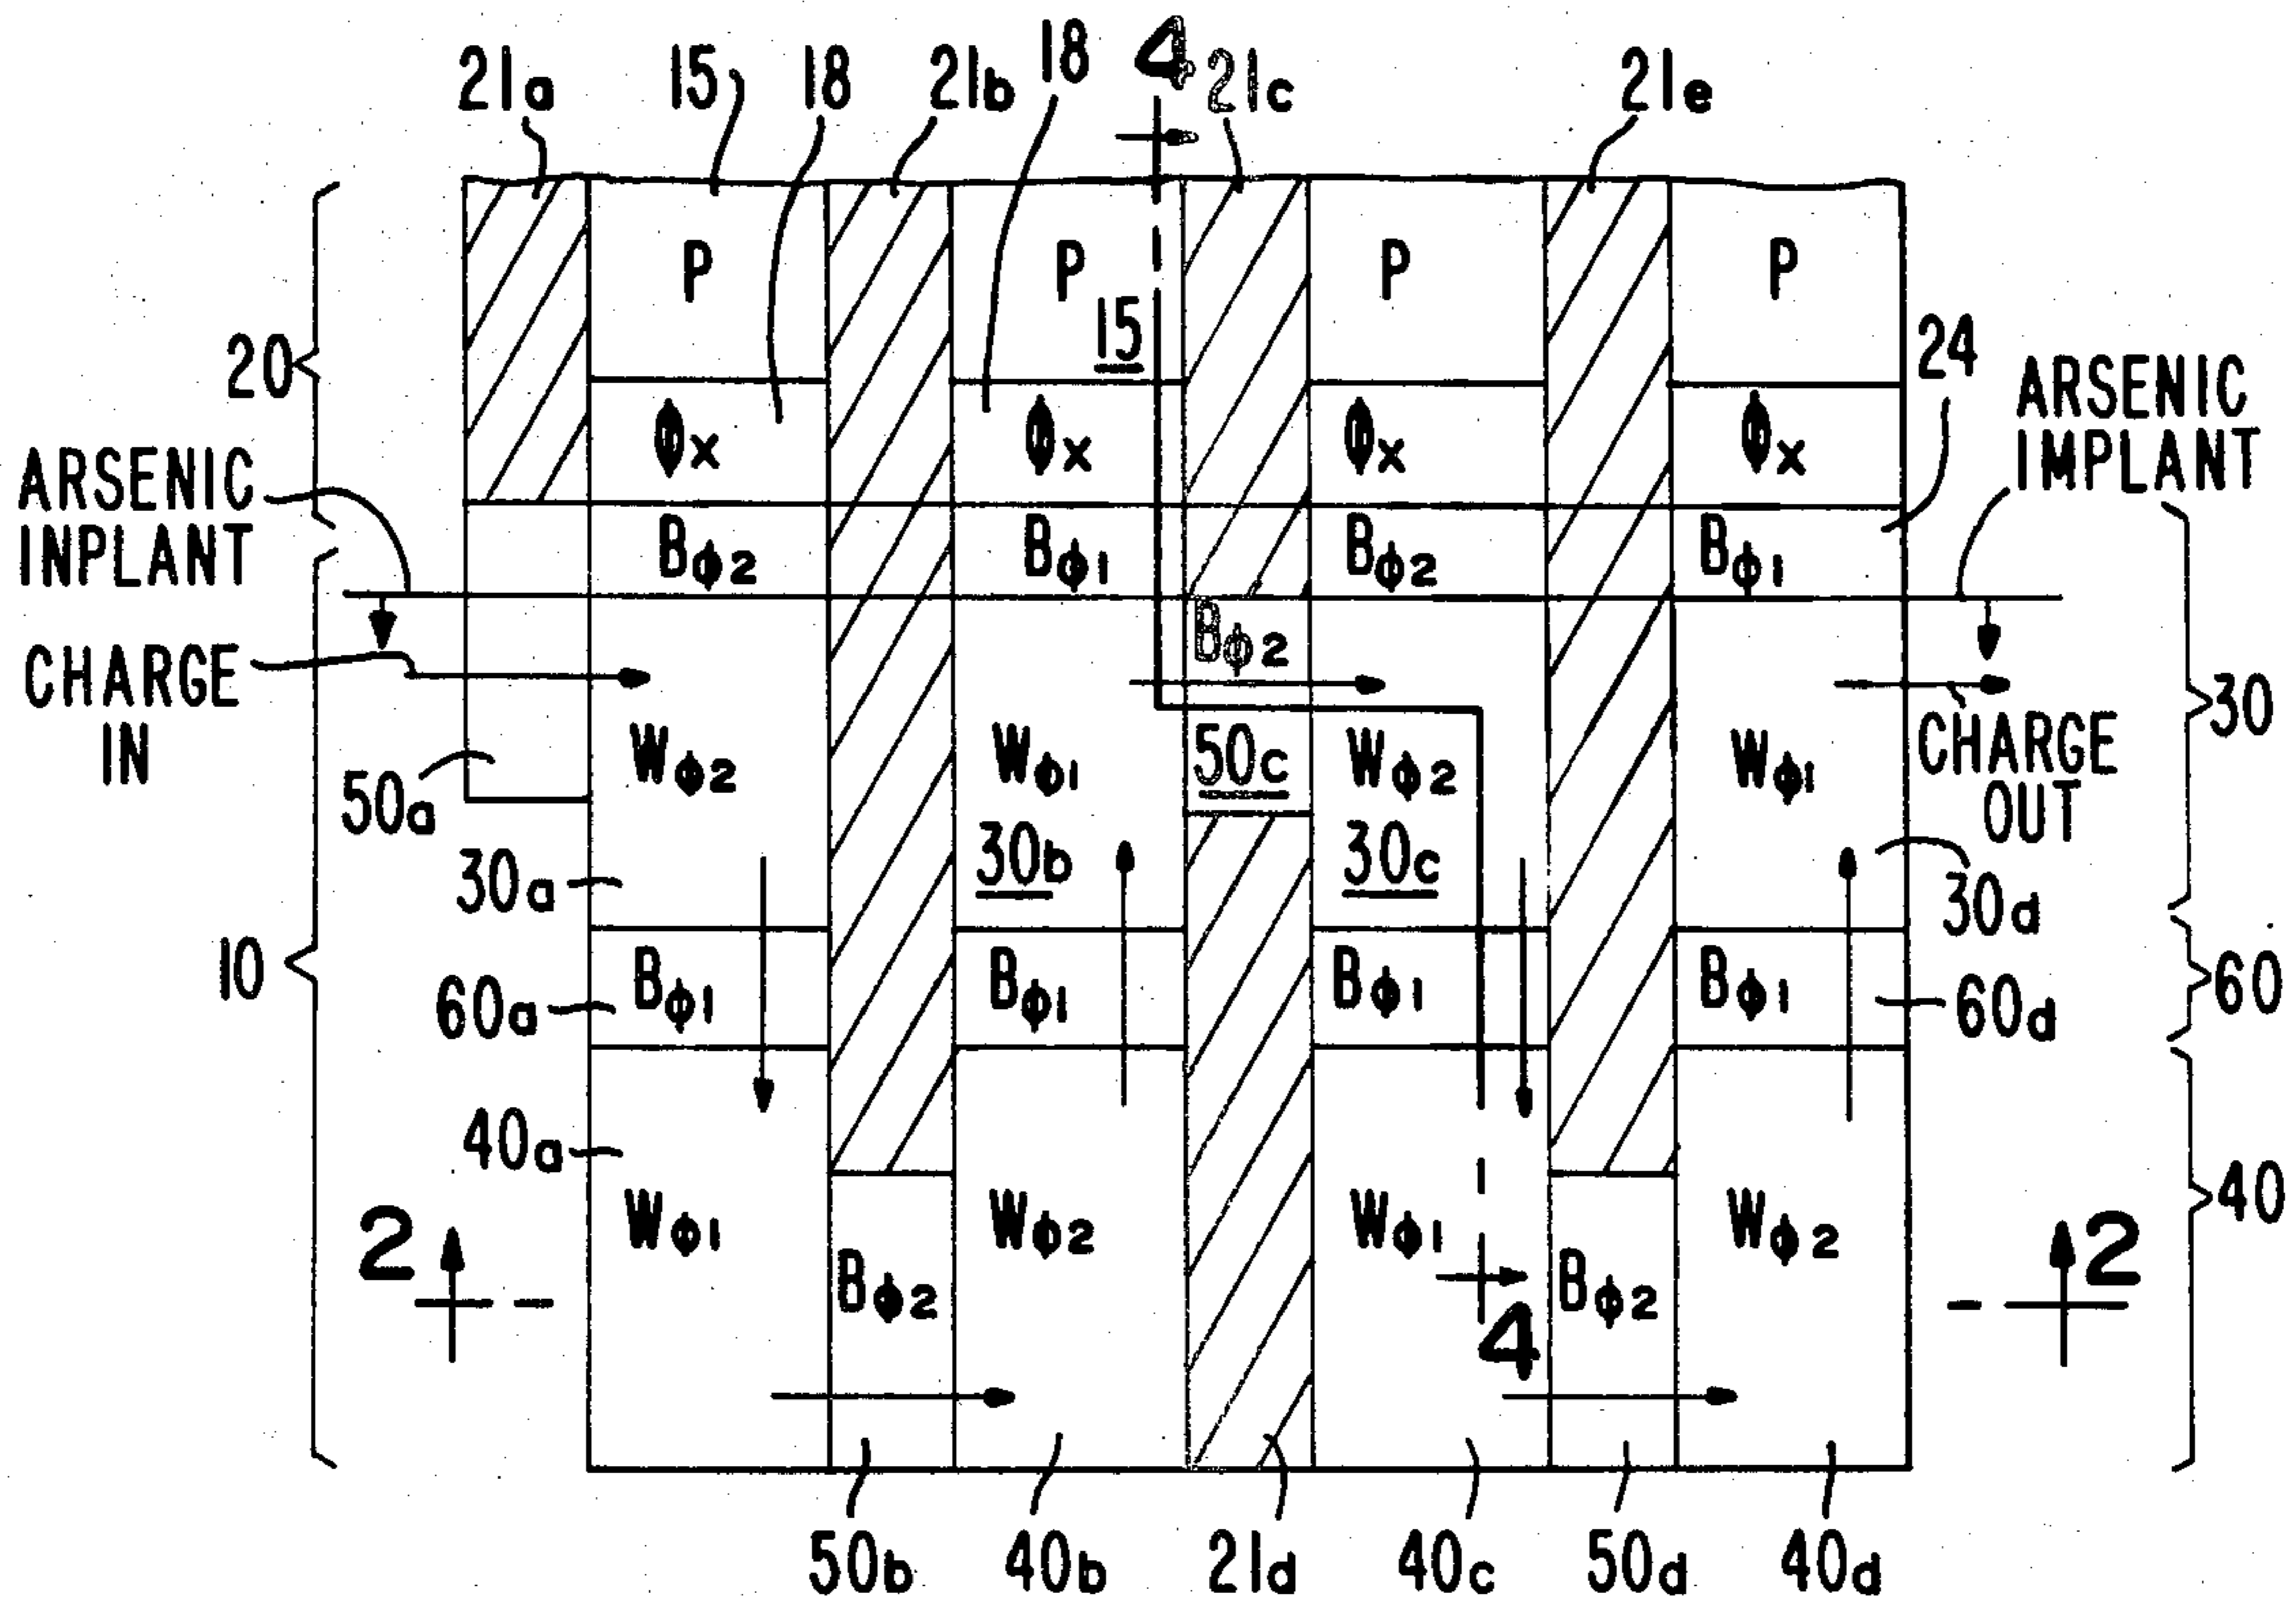 21a 15 18 21b 18 4 21c 21e
P P P P
15
20
24
ARSENIC
IMPLANT
Φx Φx Φx Φx
ARSENIC
INPLANT
Bϕ2 Bϕ1 Bϕ2 Bϕ1
Bϕ2
CHARGE
IN
30
CHARGE
OUT
50a
Wϕ2 Wϕ1 50c Wϕ2 Wϕ1
30a 30b 30c 30d
10
60a Bϕ1 Bϕ1 Bϕ1 Bϕ1 60d 60
40a
40
Wϕ1 Wϕ2 Wϕ1 Wϕ2
2 Bϕ2 4 Bϕ2 2
50b 40b 21d 40c 50d 40d